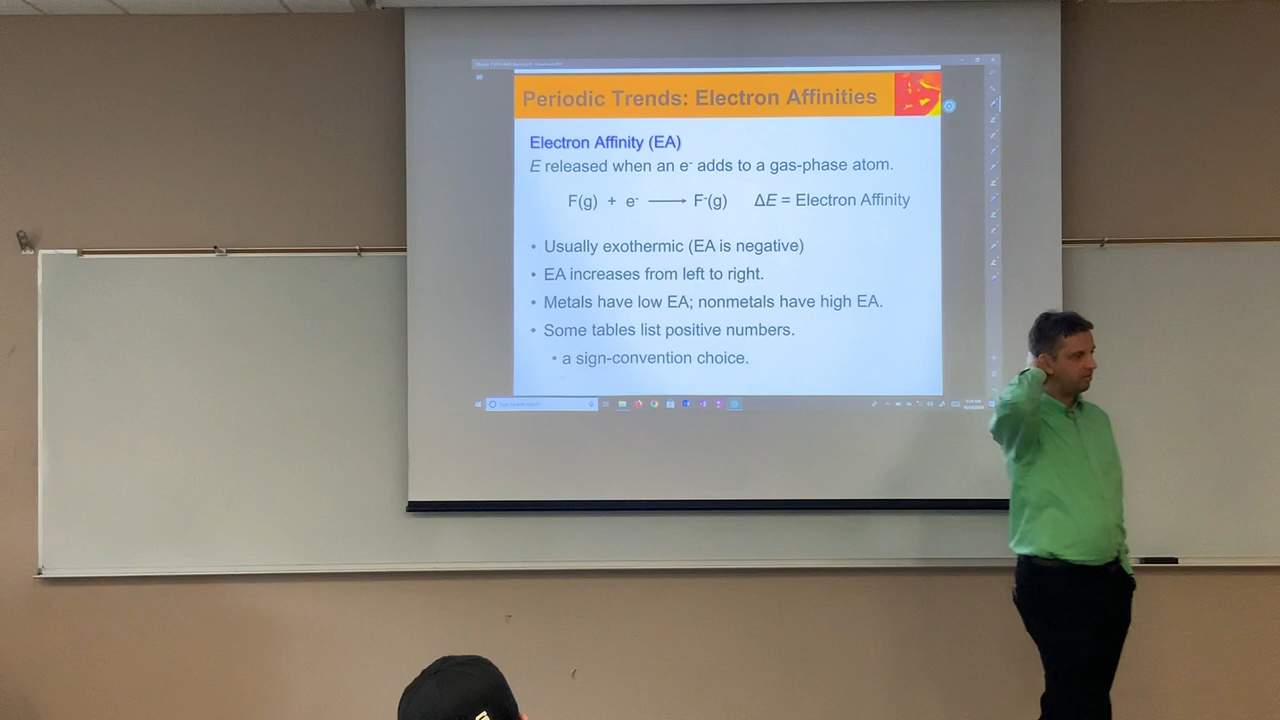 Periodic Trends: Electron Affinities
Electron Affinity (EA)
E released when an e⁻ adds to a gas-phase atom.
F(g) + e⁻ ⟶ F⁻(g) ΔE = Electron Affinity
• Usually exothermic (EA is negative)
• EA increases from left to right.
• Metals have low EA; nonmetals have high EA.
• Some tables list positive numbers.
• a sign-convention choice.